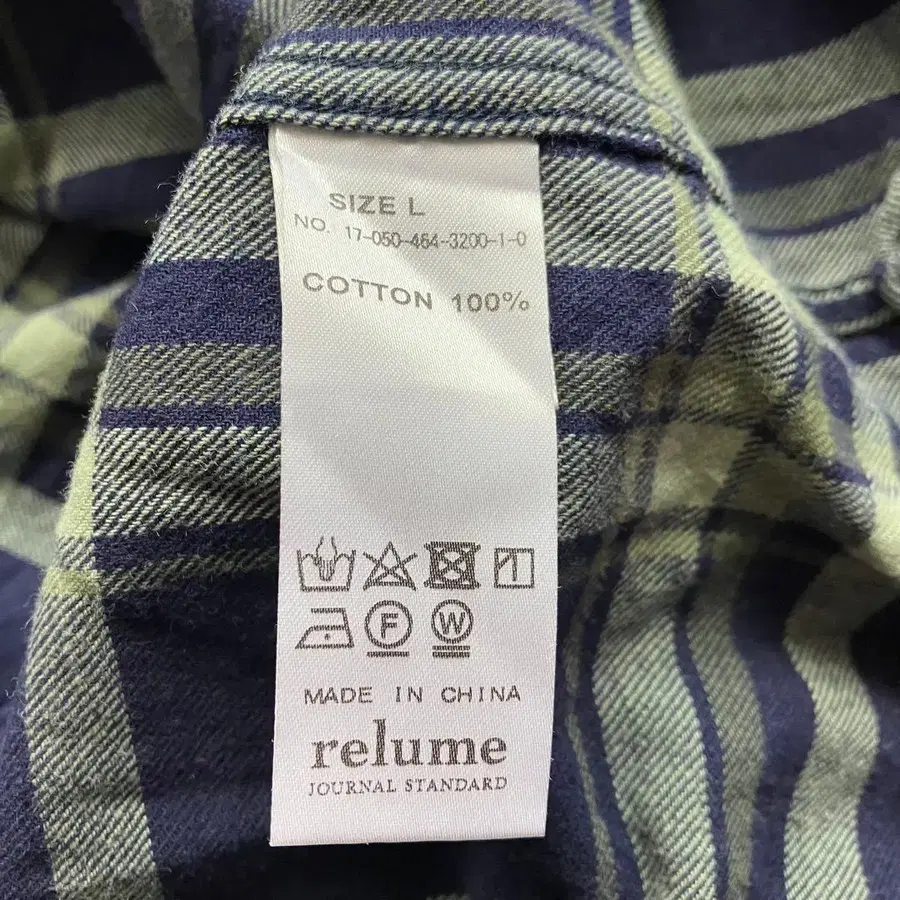 SIZE L
NO. 17-050-464-3200-1-0
COTTON 100%
F W
MADE IN CHINA
relume
JOURNAL STANDARD